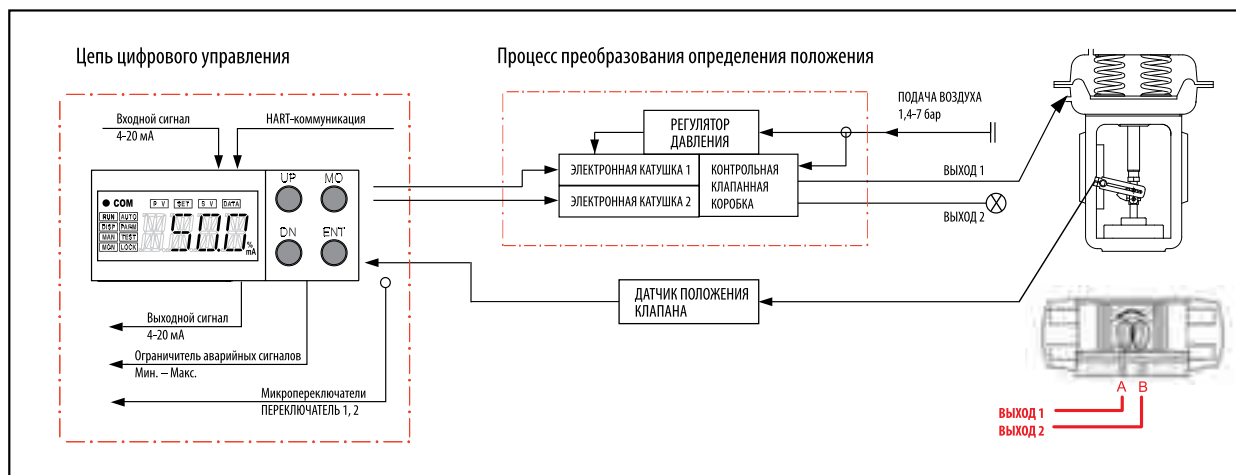 Цепь цифрового управления
Процесс преобразования определения положения
Входной сигнал
4–20 мА
HART–коммуникация
UP
MO
DN
ENT
COM
P V
SET
S V
DATA
RUN
AUTO
DISP
PARM
MAN
TEST
MON
LOCK
50.0
%
mA
Выходной сигнал
4–20 мА
Ограничитель аварийных сигналов
Мин. – Макс.
Микропереключатели
ПЕРЕКЛЮЧАТЕЛЬ 1, 2
РЕГУЛЯТОР
ДАВЛЕНИЯ
ЭЛЕКТРОННАЯ КАТУШКА 1
ЭЛЕКТРОННАЯ КАТУШКА 2
КОНТРОЛЬНАЯ
КЛАПАННАЯ
КОРОБКА
ПОДАЧА ВОЗДУХА
1,4–7 бар
ВЫХОД 1
ВЫХОД 2
ДАТЧИК ПОЛОЖЕНИЯ
КЛАПАНА
A B
ВЫХОД 1
ВЫХОД 2